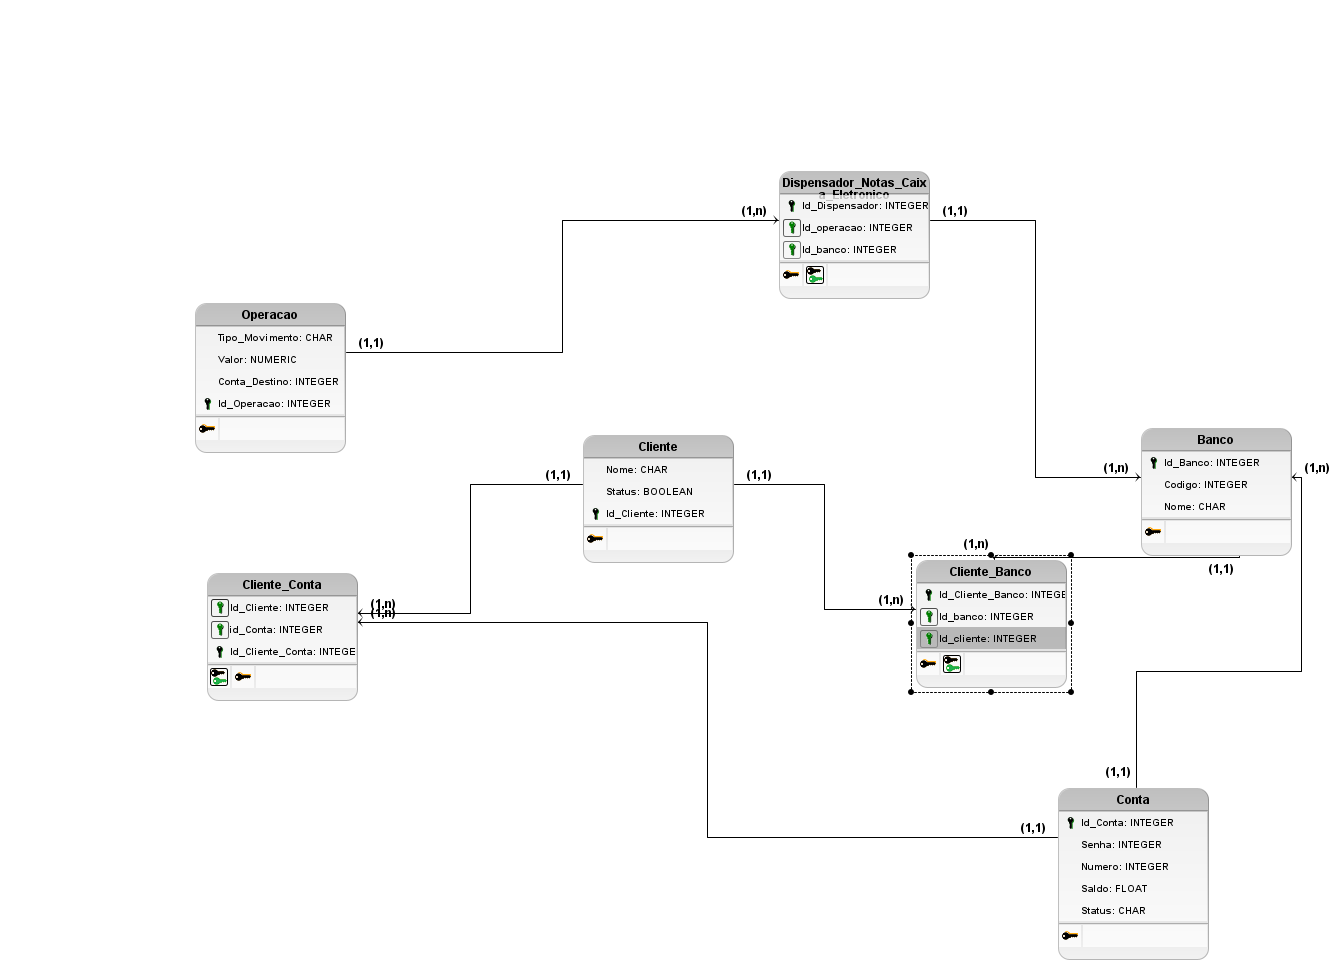 Dispensador_Notas_Caix
a_Eletronico
Id_Dispensador: INTEGER
Id_operacao: INTEGER
Id_banco: INTEGER
(1,n)
(1,1)
Operacao
Tipo_Movimento: CHAR
Valor: NUMERIC
Conta_Destino: INTEGER
Id_Operacao: INTEGER
(1,1)
Cliente
Nome: CHAR
Status: BOOLEAN
Id_Cliente: INTEGER
(1,1)
(1,1)
Banco
Id_Banco: INTEGER
Codigo: INTEGER
Nome: CHAR
(1,n)
(1,n)
(1,1)
Cliente_Conta
Id_Cliente: INTEGER
id_Conta: INTEGER
Id_Cliente_Conta: INTEGE
(1,n)
(1,n)
Cliente_Banco
Id_Cliente_Banco: INTEGE
Id_banco: INTEGER
Id_cliente: INTEGER
(1,n)
(1,n)
Conta
Id_Conta: INTEGER
Senha: INTEGER
Numero: INTEGER
Saldo: FLOAT
Status: CHAR
(1,1)
(1,1)